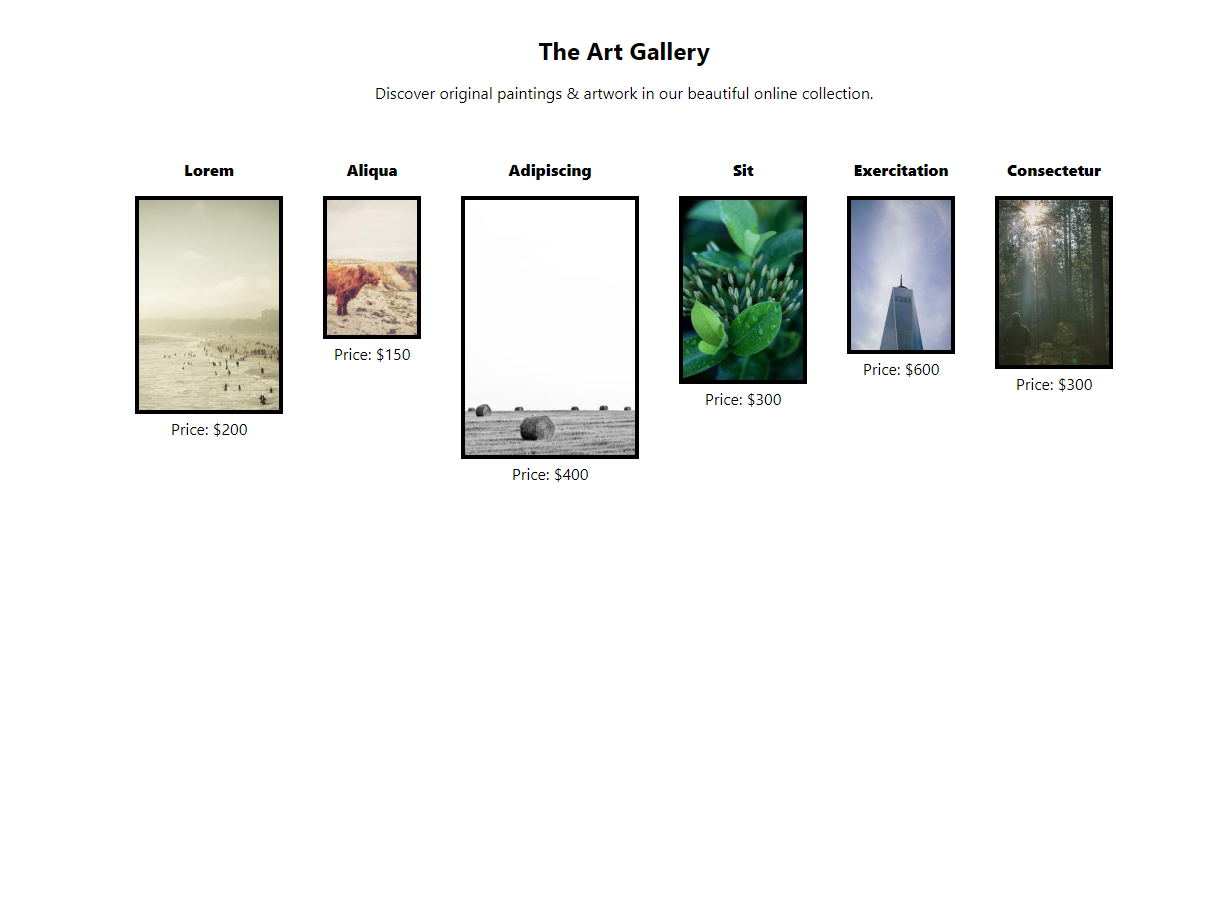 The Art Gallery
Discover original paintings & artwork in our beautiful online collection.
Lorem
Price: $200
Aliqua
Price: $150
Adipiscing
Price: $400
Sit
Price: $300
Exercitation
Price: $600
Consectetur
Price: $300